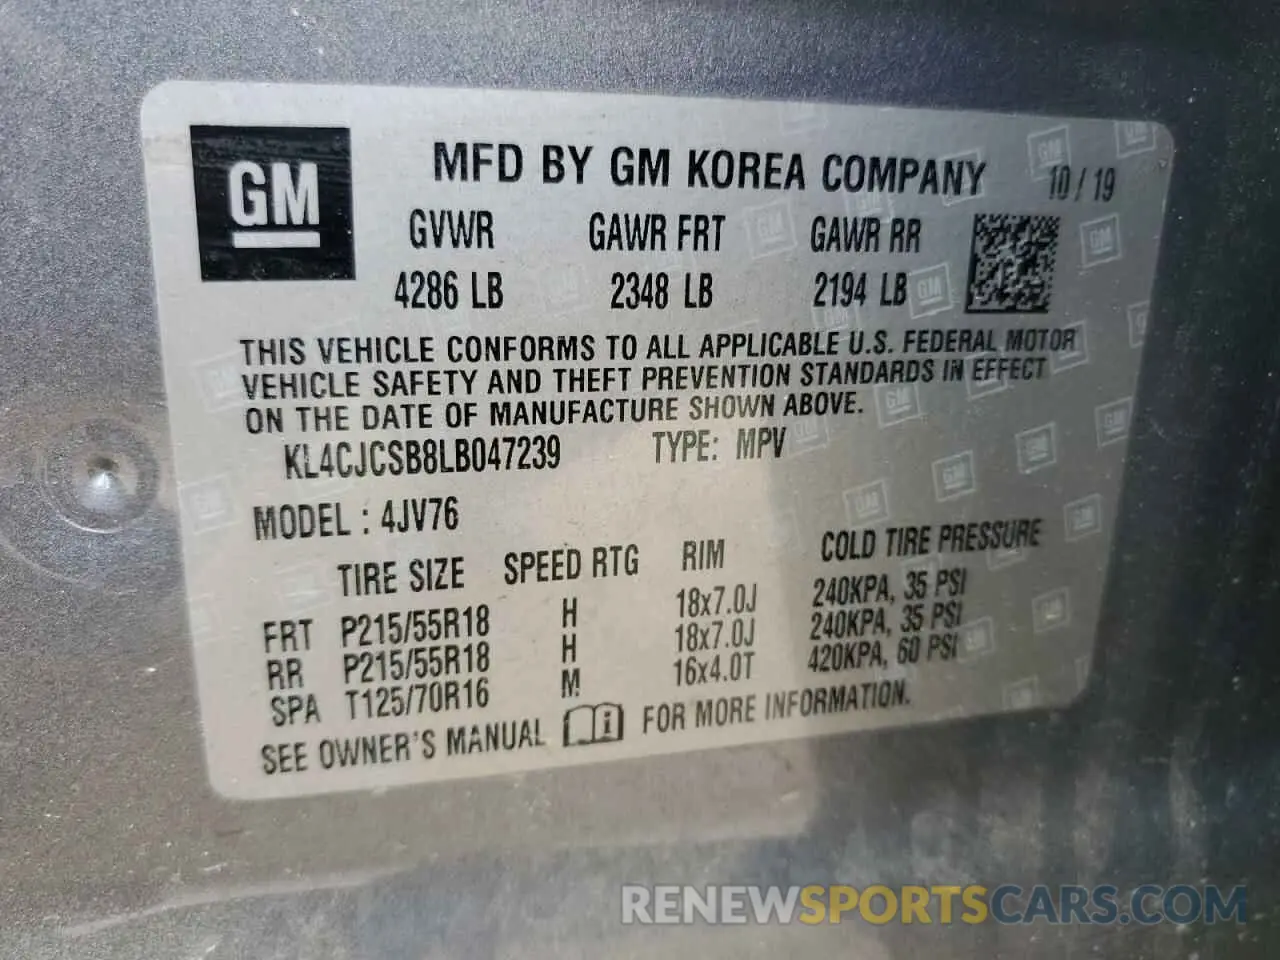 GM
MFD BY GM KOREA COMPANY 10/19
GVWR GAWR FRT GAWR RR
4286 LB 2348 LB 2194 LB
THIS VEHICLE CONFORMS TO ALL APPLICABLE U.S. FEDERAL MOTOR
VEHICLE SAFETY AND THEFT PREVENTION STANDARDS IN EFFECT
ON THE DATE OF MANUFACTURE SHOWN ABOVE.
KL4CJCSB8LB047239 TYPE: MPV
MODEL : 4JV76
TIRE SIZE SPEED RTG RIM COLD TIRE PRESSURE
FRT P215/55R18 H 18x7.0J 240KPA, 35 PSI
RR P215/55R18 H 18x7.0J 240KPA, 35 PSI
SPA T125/70R16 M 16x4.0T 420KPA, 60 PSI
SEE OWNER'S MANUAL i FOR MORE INFORMATION.
RENEWSPORTSCARS.COM